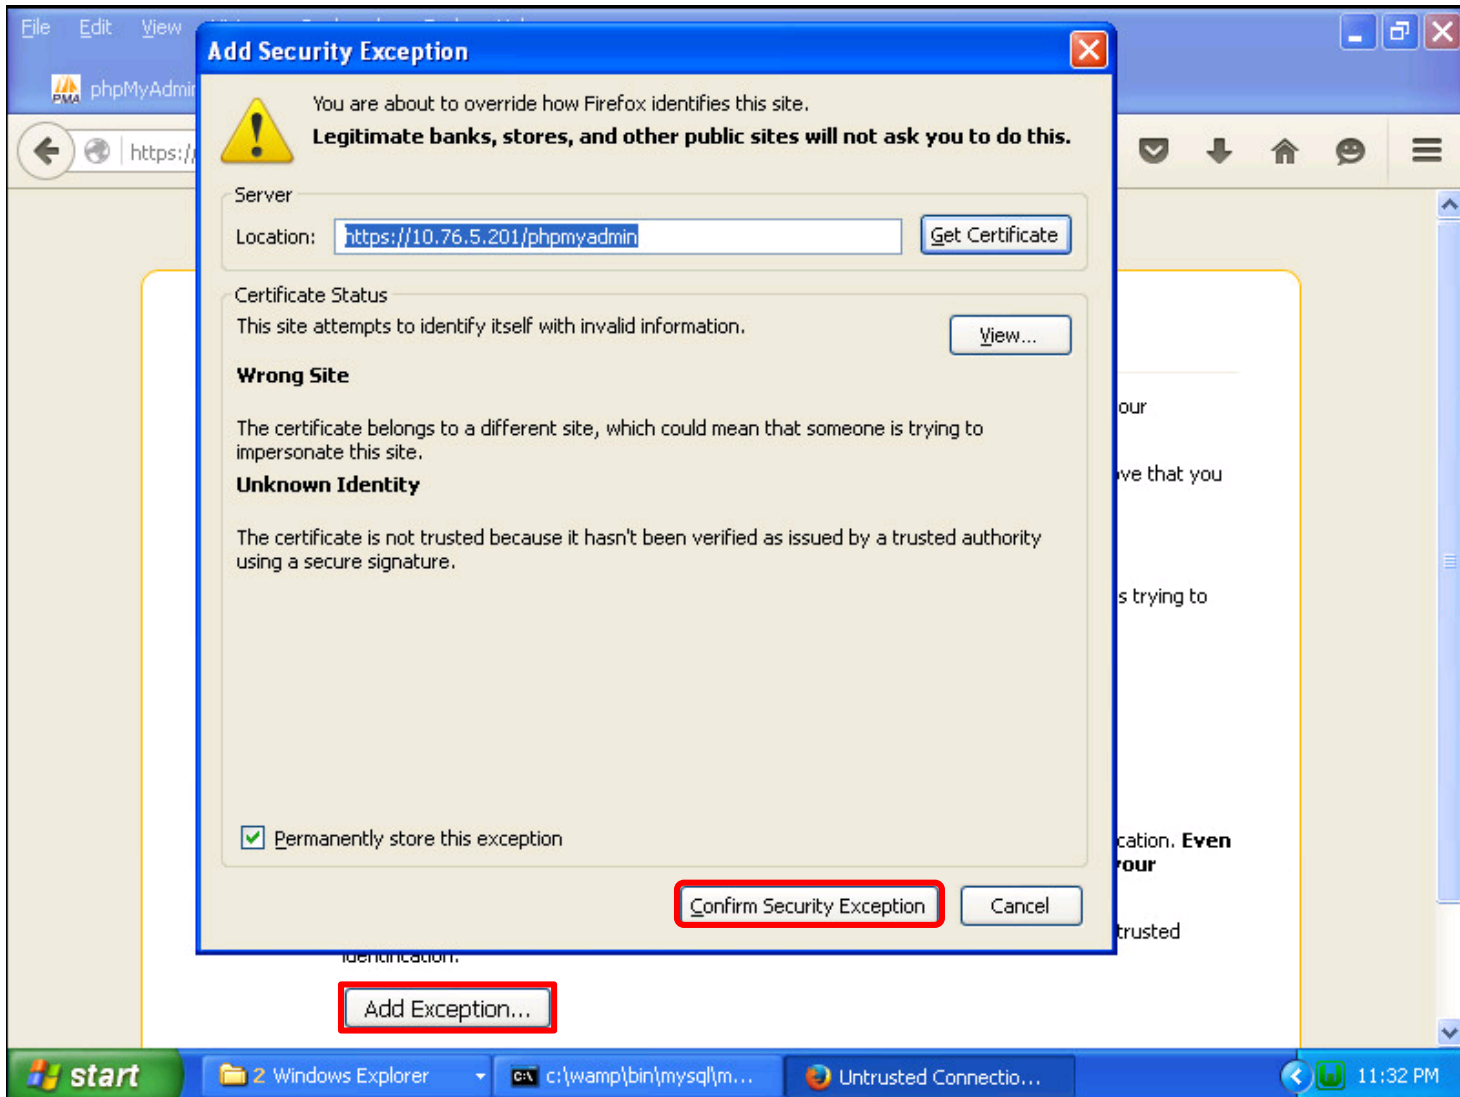 File Edit View
Add Security Exception
phpMyAdmin
You are about to override how Firefox identifies this site.
Legitimate banks, stores, and other public sites will not ask you to do this.
https://
Server
Location: https://10.76.5.201/phpmyadmin Get Certificate
Certificate Status
This site attempts to identify itself with invalid information.
View...
Wrong Site
our
The certificate belongs to a different site, which could mean that someone is trying to
impersonate this site.
ve that you
Unknown Identity
The certificate is not trusted because it hasn't been verified as issued by a trusted authority
using a secure signature.
s trying to
Permanently store this exception
cation. Even
your
Confirm Security Exception Cancel
trusted
identification.
Add Exception...
start 2 Windows Explorer c:\wamp\bin\mysql\m... Untrusted Connectio... 11:32 PM